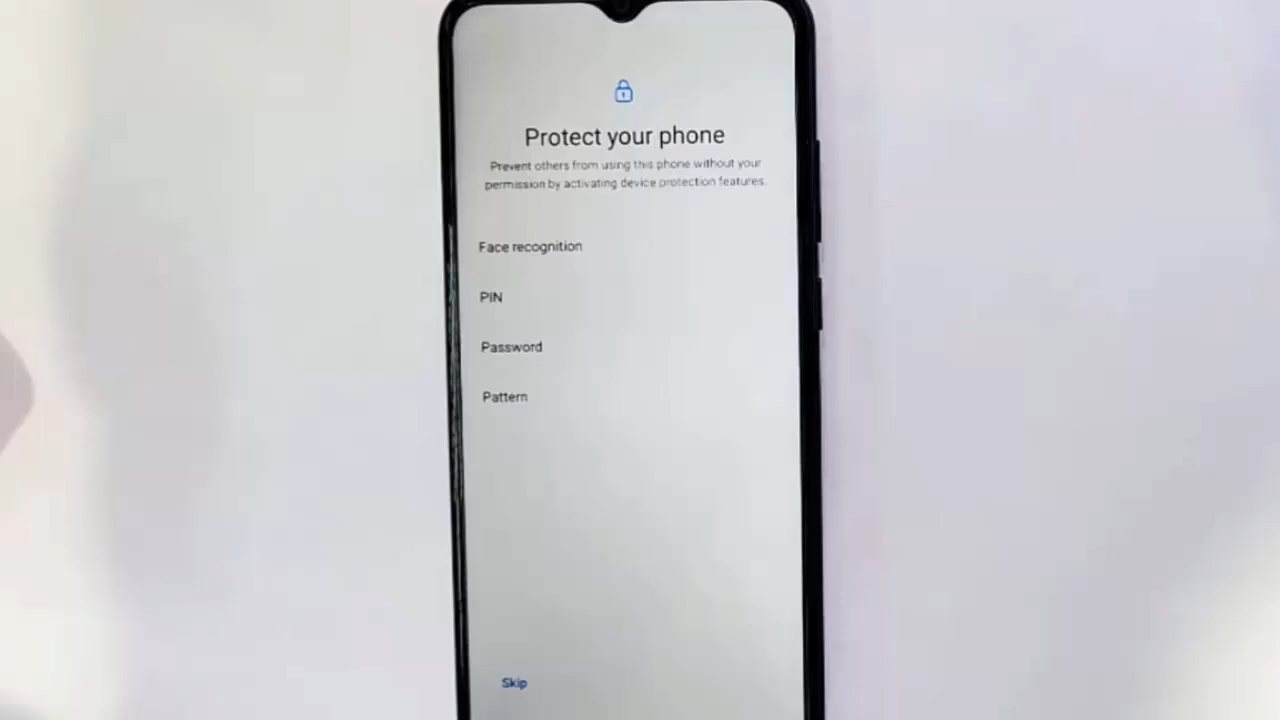 Protect your phone
Prevent others from using this phone without your
permission by activating device protection features.
Face recognition
PIN
Password
Pattern
Skip